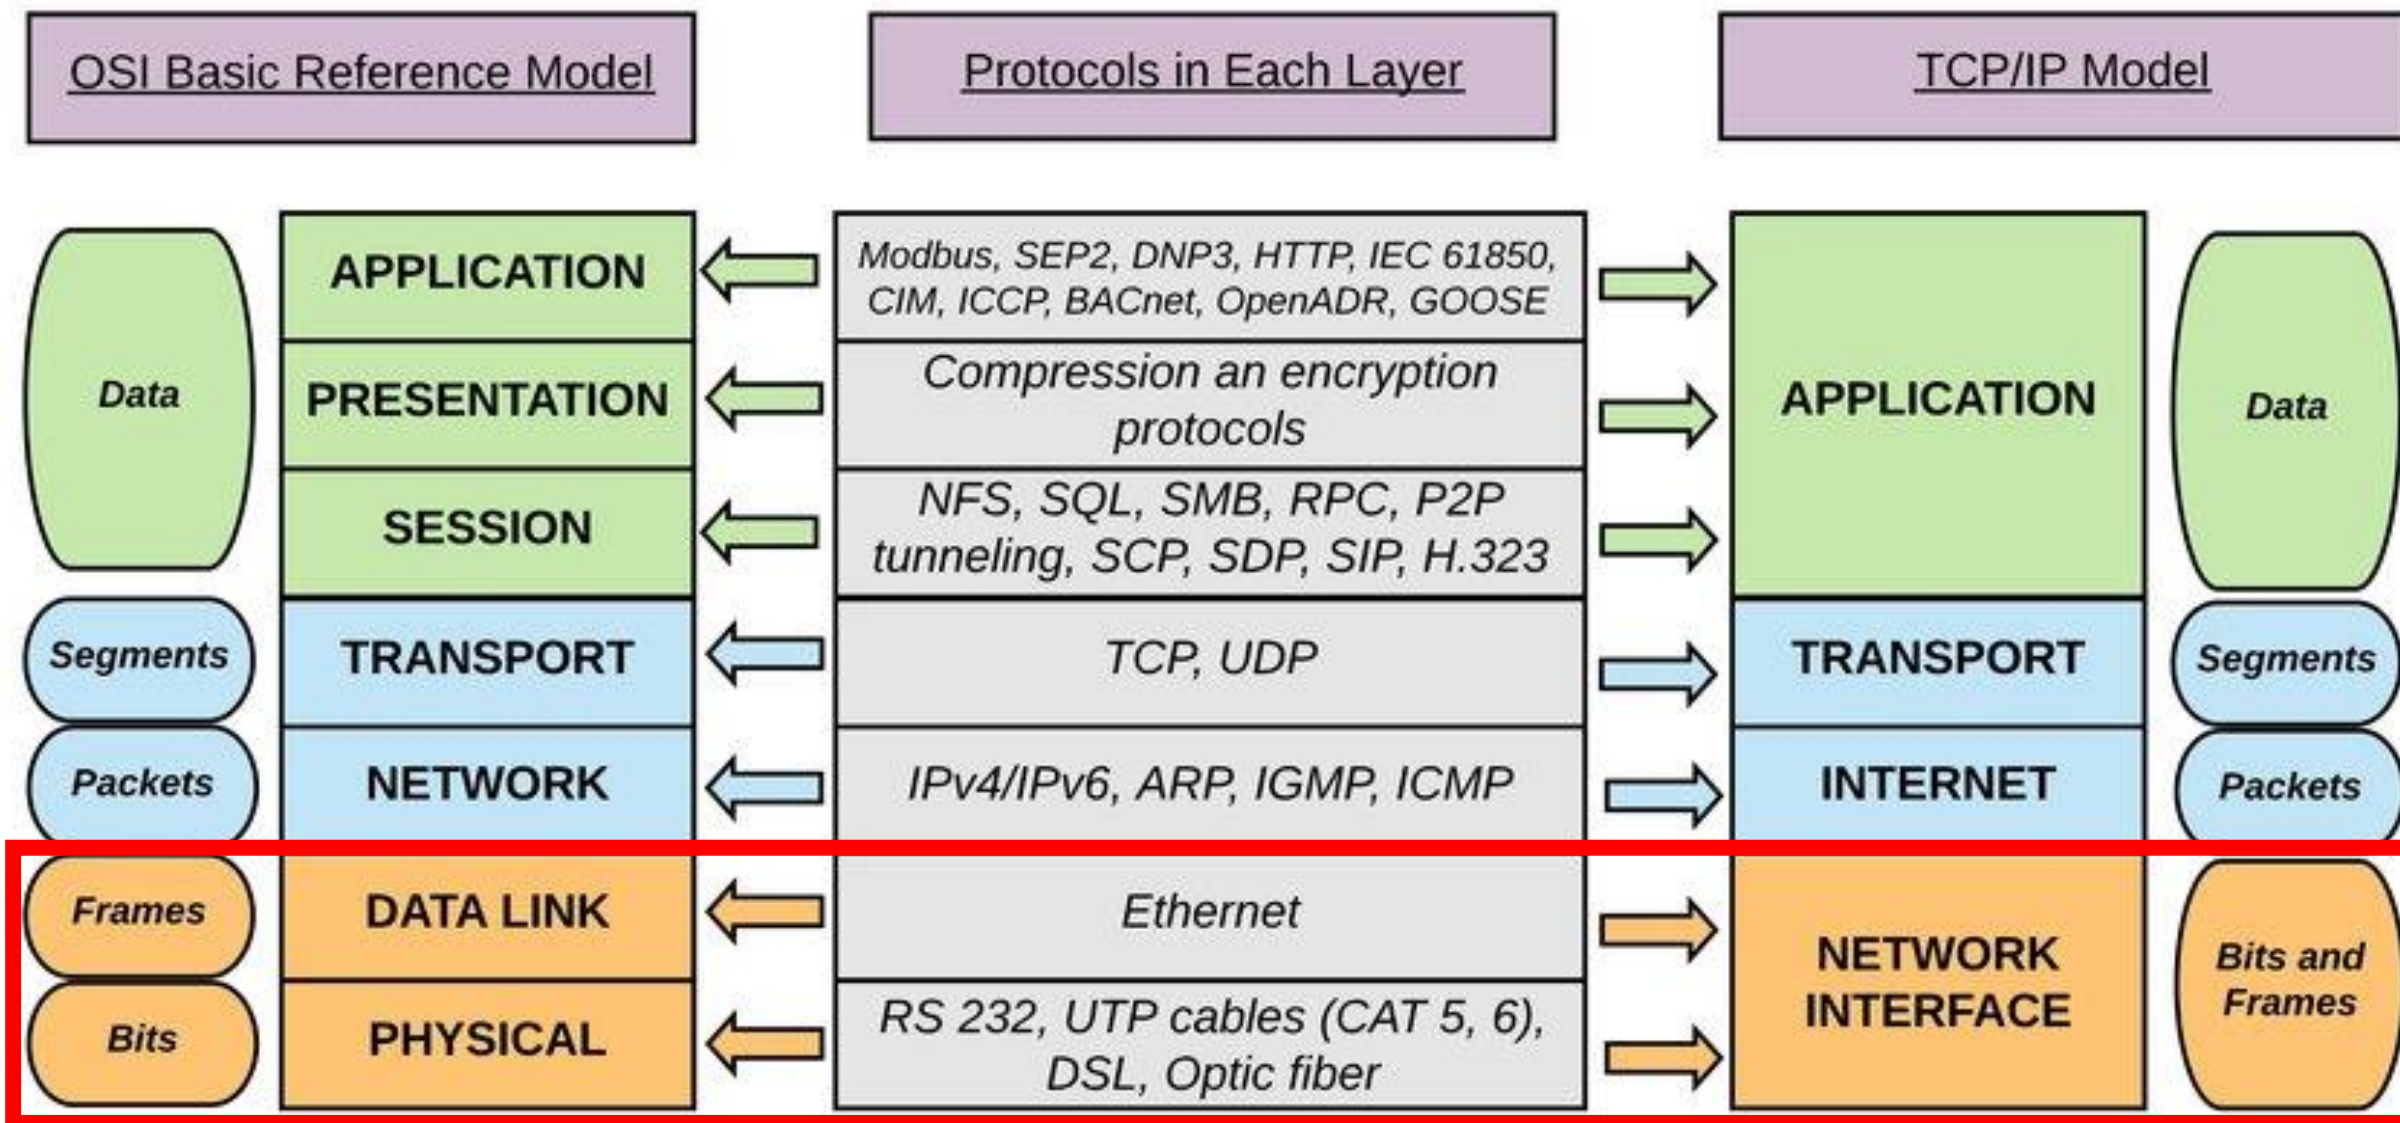 OSI Basic Reference Model
Protocols in Each Layer
TCP/IP Model
Data
APPLICATION
Modbus, SEP2, DNP3, HTTP, IEC 61850,
CIM, ICCP, BACnet, OpenADR, GOOSE
APPLICATION
Data
PRESENTATION
Compression an encryption
protocols
SESSION
NFS, SQL, SMB, RPC, P2P
tunneling, SCP, SDP, SIP, H.323
Segments
TRANSPORT
TCP, UDP
TRANSPORT
Segments
Packets
NETWORK
IPv4/IPv6, ARP, IGMP, ICMP
INTERNET
Packets
Frames
DATA LINK
Ethernet
NETWORK
INTERFACE
Bits and
Frames
Bits
PHYSICAL
RS 232, UTP cables (CAT 5, 6),
DSL, Optic fiber